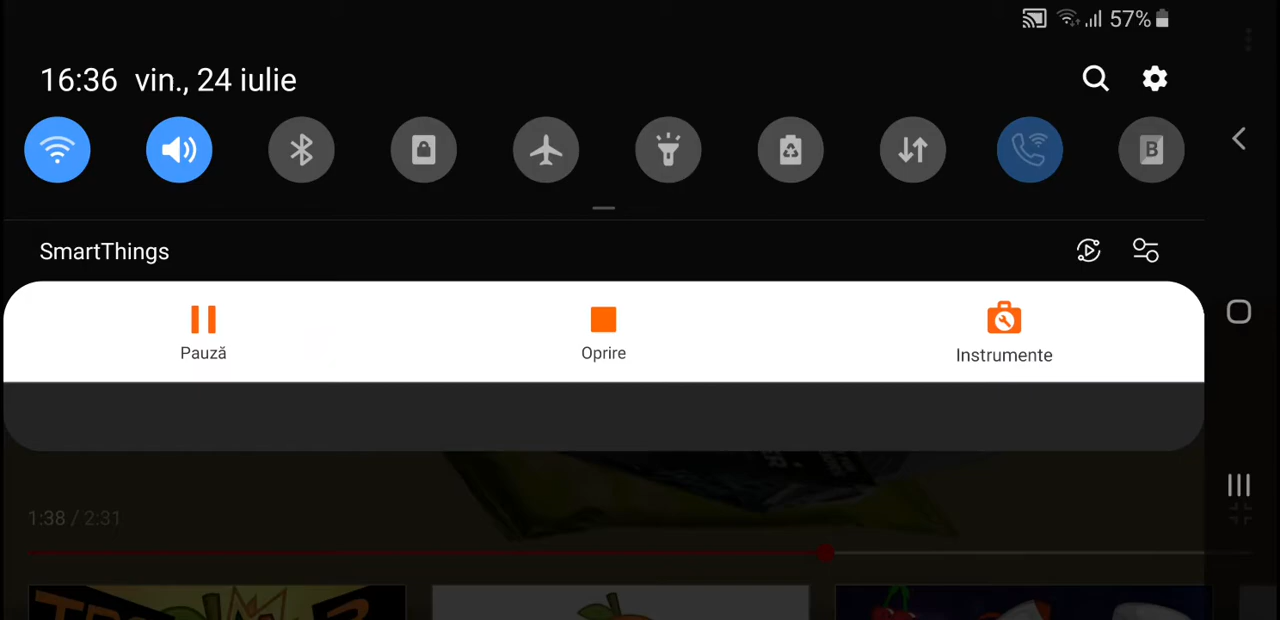 57%
16:36 vin., 24 iulie
B
SmartThings
Pauză
Oprire
Instrumente
1:38 / 2:31